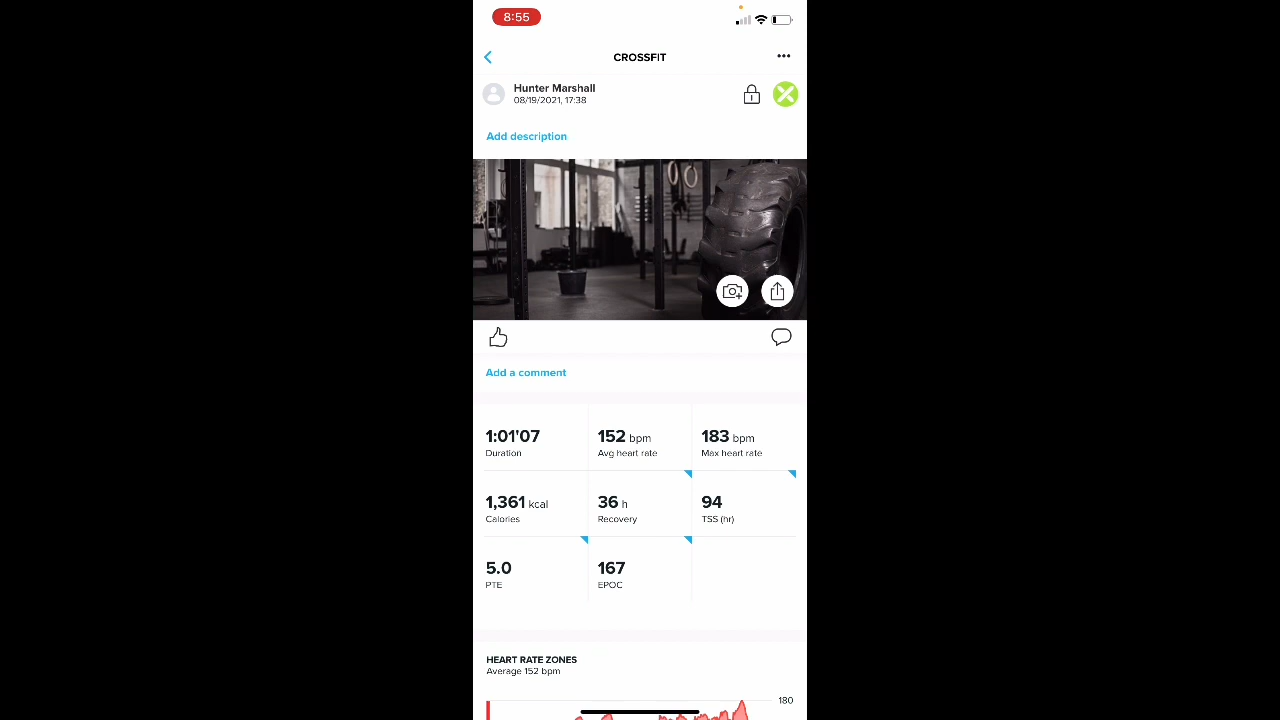 8:55
CROSSFIT
Hunter Marshall
08/19/2021, 17:38
Add description
Add a comment
1:01'07
Duration
152 bpm
Avg heart rate
183 bpm
Max heart rate
1,361 kcal
Calories
36 h
Recovery
94
TSS (hr)
5.0
PTE
167
EPOC
HEART RATE ZONES
Average 152 bpm
180